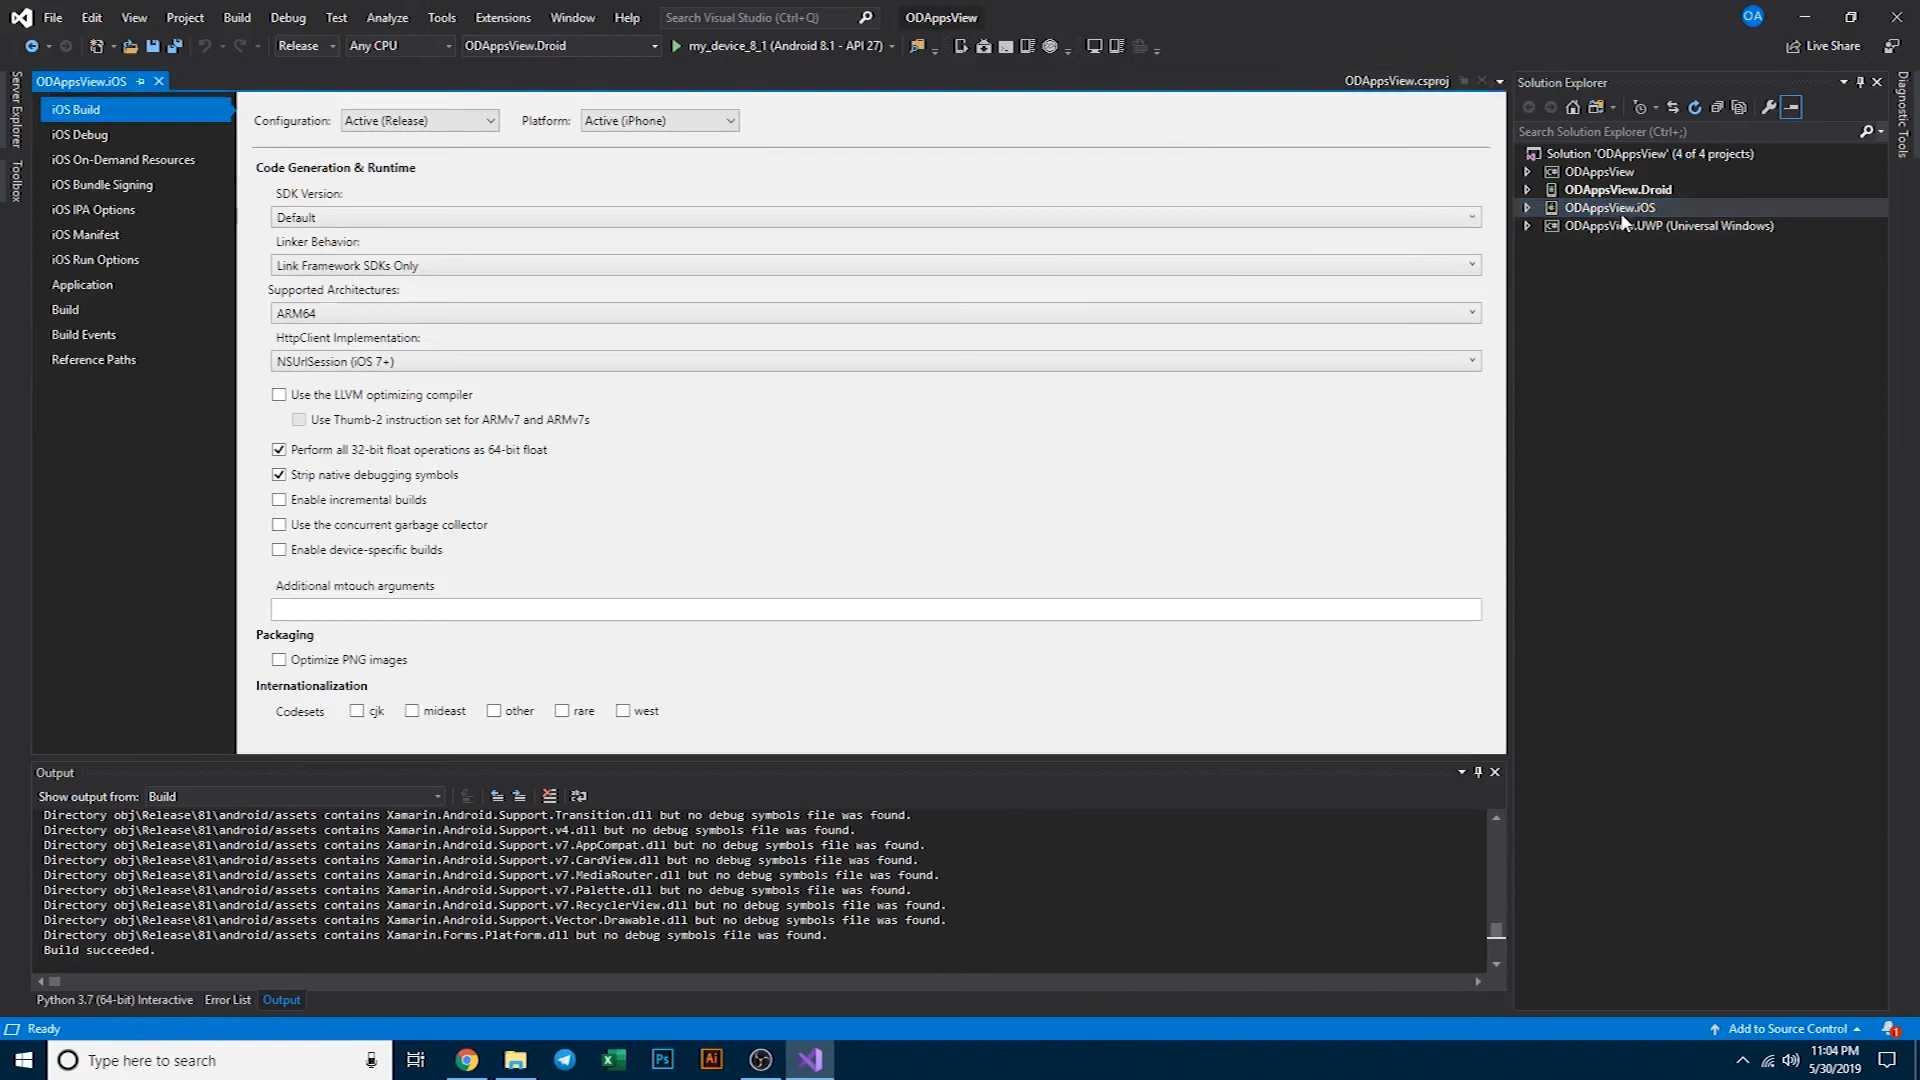 File Edit View Project Build Debug Test Analyze Tools Extensions Window Help Search Visual Studio (Ctrl+Q) ODAppsView OA
Release Any CPU ODAppsView.Droid my_device_8_1 (Android 8.1 - API 27) Live Share
Server Explorer
Toolbox
ODAppsView.iOS
ODAppsView.csproj
iOS Build
iOS Debug
iOS On-Demand Resources
iOS Bundle Signing
iOS IPA Options
iOS Manifest
iOS Run Options
Application
Build
Build Events
Reference Paths
Configuration: Active (Release) Platform: Active (iPhone)
Code Generation & Runtime
SDK Version:
Default
Linker Behavior:
Link Framework SDKs Only
Supported Architectures:
ARM64
HttpClient Implementation:
NSUrlSession (iOS 7+)
Use the LLVM optimizing compiler
Use Thumb-2 instruction set for ARMv7 and ARMv7s
Perform all 32-bit float operations as 64-bit float
Strip native debugging symbols
Enable incremental builds
Use the concurrent garbage collector
Enable device-specific builds
Additional mtouch arguments
Packaging
Optimize PNG images
Internationalization
Codesets cjk mideast other rare west
Solution Explorer
Search Solution Explorer (Ctrl+;)
Solution 'ODAppsView' (4 of 4 projects)
ODAppsView
ODAppsView.Droid
ODAppsView.iOS
ODAppsView.UWP (Universal Windows)
Diagnostic Tools
Output
Show output from: Build
Directory obj\Release\81\android/assets contains Xamarin.Android.Support.Transition.dll but no debug symbols file was found.
Directory obj\Release\81\android/assets contains Xamarin.Android.Support.v4.dll but no debug symbols file was found.
Directory obj\Release\81\android/assets contains Xamarin.Android.Support.v7.AppCompat.dll but no debug symbols file was found.
Directory obj\Release\81\android/assets contains Xamarin.Android.Support.v7.CardView.dll but no debug symbols file was found.
Directory obj\Release\81\android/assets contains Xamarin.Android.Support.v7.MediaRouter.dll but no debug symbols file was found.
Directory obj\Release\81\android/assets contains Xamarin.Android.Support.v7.Palette.dll but no debug symbols file was found.
Directory obj\Release\81\android/assets contains Xamarin.Android.Support.v7.RecyclerView.dll but no debug symbols file was found.
Directory obj\Release\81\android/assets contains Xamarin.Android.Support.Vector.Drawable.dll but no debug symbols file was found.
Directory obj\Release\81\android/assets contains Xamarin.Forms.Platform.dll but no debug symbols file was found.
Build succeeded.
Python 3.7 (64-bit) Interactive Error List Output
Ready Add to Source Control 1
Type here to search Ps Ai 11:04 PM
5/30/2019